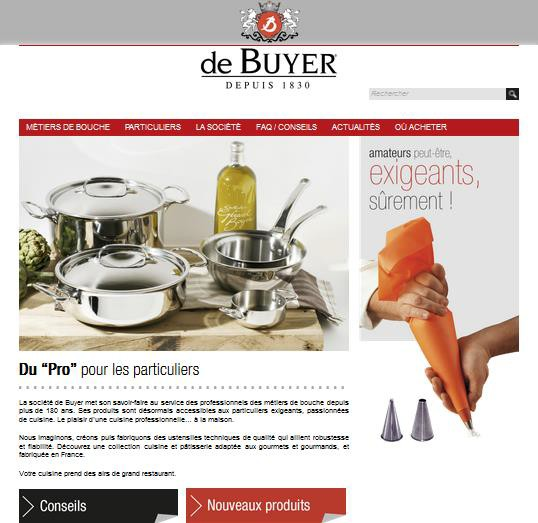 de BUYER
DEPUIS 1830
Rechercher
MÉTIERS DE BOUCHE PARTICULIERS LA SOCIÉTÉ FAQ / CONSEILS ACTUALITÉS OÙ ACHETER
amateurs peut-être,
exigeants,
sûrement !
Du “Pro” pour les particuliers
La société de Buyer met son savoir-faire au service des professionnels des métiers de bouche depuis
plus de 180 ans. Ses produits sont désormais accessibles aux particuliers exigeants, passionnées
de cuisine. Le plaisir d'une cuisine professionnelle... à la maison.
Nous imaginons, créons puis fabriquons des ustensiles techniques de qualité qui allient robustesse
et fiabilité. Découvrez une collection cuisine et pâtisserie adaptée aux gourmets et gourmands, et
fabriquée en France.
Votre cuisine prend des airs de grand restaurant.
Conseils
Nouveaux produits